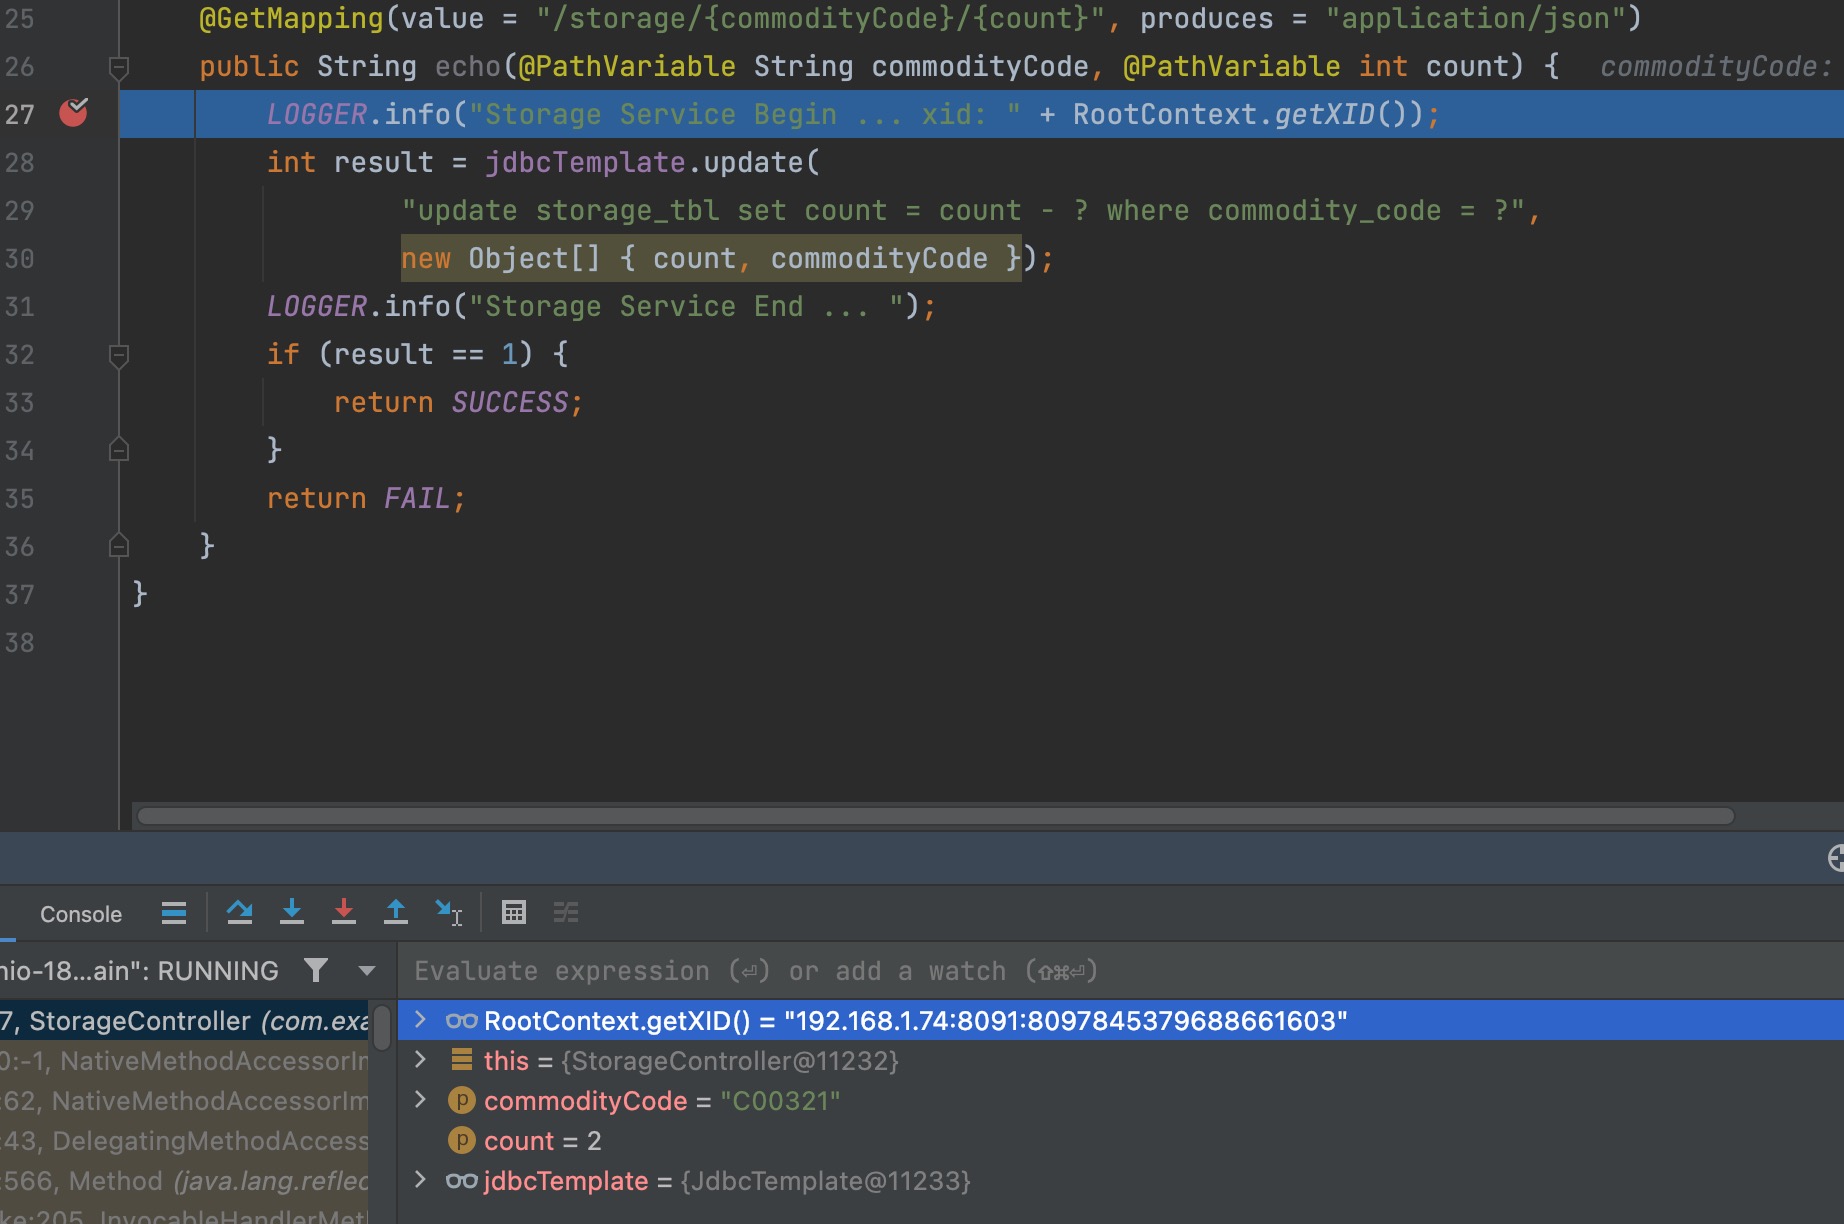 25 @GetMapping(value = "/storage/{commodityCode}/{count}", produces = "application/json")
26 public String echo(@PathVariable String commodityCode, @PathVariable int count) { commodityCode:
27 LOGGER.info("Storage Service Begin ... xid: " + RootContext.getXID());
28 int result = jdbcTemplate.update(
29 "update storage_tbl set count = count - ? where commodity_code = ?",
30 new Object[] { count, commodityCode });
31 LOGGER.info("Storage Service End ... ");
32 if (result == 1) {
33 return SUCCESS;
34 }
35 return FAIL;
36 }
37 }
38
Console
nio-18...ain": RUNNING
Evaluate expression (⏎) or add a watch (⇧⌘⏎)
7, StorageController (com.exa
0:-1, NativeMethodAccessorIm
:62, NativeMethodAccessorIm
:43, DelegatingMethodAccess
:566, Method (java.lang.reflec
ke:205, InvocableHandlerMet
RootContext.getXID() = "192.168.1.74:8091:8097845379688661603"
this = {StorageController@11232}
commodityCode = "C00321"
count = 2
jdbcTemplate = {JdbcTemplate@11233}